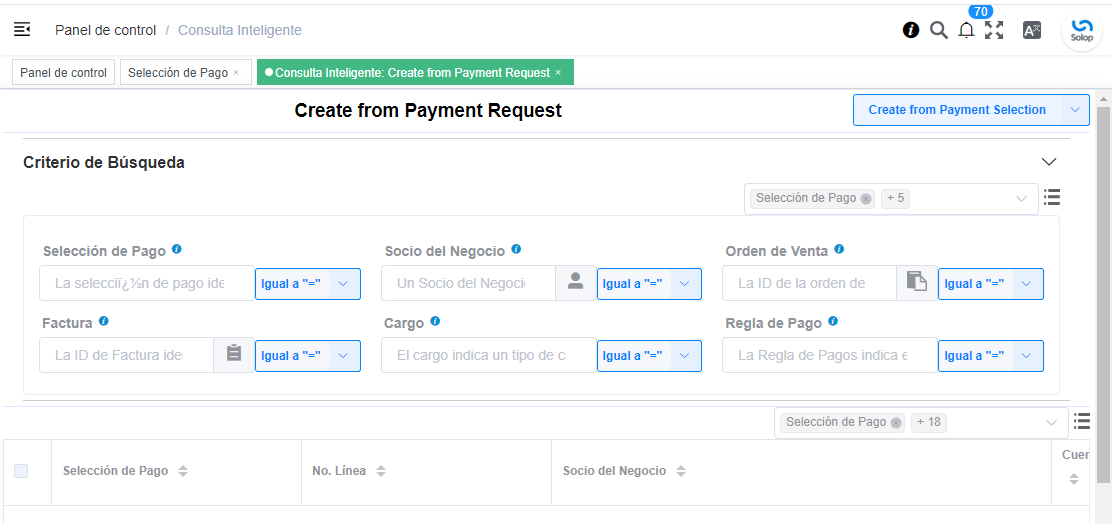 70
Panel de control / Consulta Inteligente
Solop
Panel de control Selección de Pago × Consulta Inteligente: Create from Payment Request ×
Create from Payment Request Create from Payment Selection
Criterio de Búsqueda
Selección de Pago + 5
Selección de Pago Socio del Negocio Orden de Venta
La selecciï¿½n de pago ide Igual a "=" Un Socio del Negoci Igual a "=" La ID de la orden de Igual a "="
Factura Cargo Regla de Pago
La ID de Factura ide Igual a "=" El cargo indica un tipo de c Igual a "=" La Regla de Pagos indica e Igual a "="
Selección de Pago + 18
Selección de Pago No. Línea Socio del Negocio Cuen